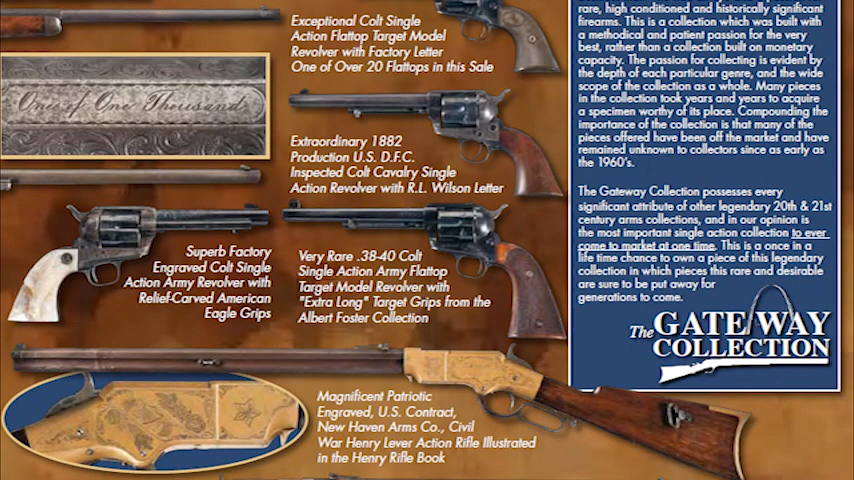 Exceptional Colt Single
Action Flattop Target Model
Revolver with Factory Letter
One of Over 20 Flattops in this Sale
One of One Thousand
Extraordinary 1882
Production U.S. D.F.C.
Inspected Colt Cavalry Single
Action Revolver with R.L. Wilson Letter
Superb Factory
Engraved Colt Single
Action Army Revolver with
Relief-Carved American
Eagle Grips
Very Rare .38-40 Colt
Single Action Army Flattop
Target Model Revolver with
"Extra Long" Target Grips from the
Albert Foster Collection
Magnificent Patriotic
Engraved, U.S. Contract,
New Haven Arms Co., Civil
War Henry Lever Action Rifle Illustrated
in the Henry Rifle Book
rare, high conditioned and historically significant
firearms. This is a collection which was built with
a methodical and patient passion for the very
best, rather than a collection built on monetary
capacity. The passion for collecting is evident by
the depth of each particular genre, and the wide
scope of the collection as a whole. Many pieces
in the collection took years and years to acquire
a specimen worthy of its place. Compounding the
importance of the collection is that many of the
pieces offered have been off the market and have
remained unknown to collectors since as early as
the 1960's.
The Gateway Collection possesses every
significant attribute of other legendary 20th & 21st
century arms collections, and in our opinion is
the most important single action collection to ever
come to market at one time. This is a once in a
life time chance to own a piece of this legendary
collection in which pieces this rare and desirable
are sure to be put away for
generations to come.
The GATEWAY
COLLECTION